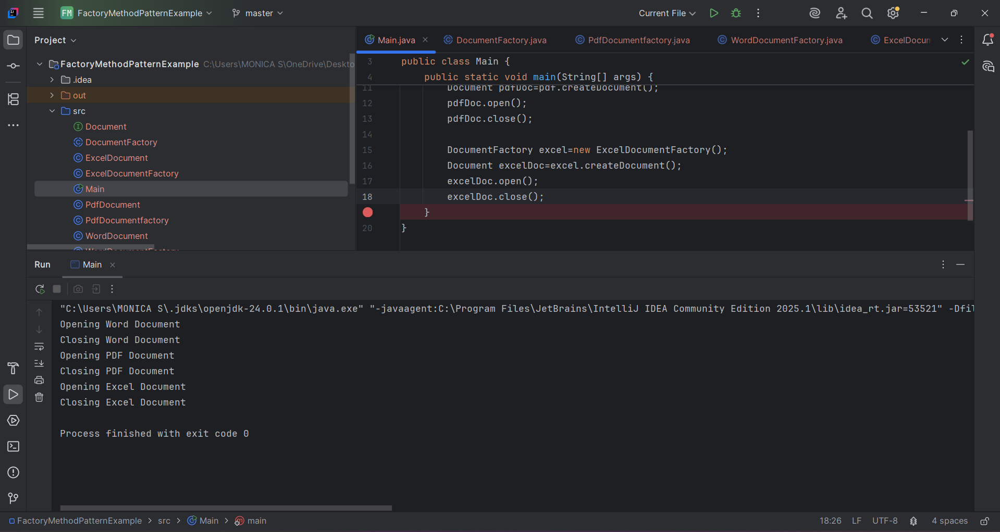 FM FactoryMethodPatternExample master Current File
Project
Main.java DocumentFactory.java PdfDocumentfactory.java WordDocumentFactory.java ExcelDocum
FactoryMethodPatternExample C:\Users\MONICA S\OneDrive\Deskto
.idea
out
src
Document
DocumentFactory
ExcelDocument
ExcelDocumentFactory
Main
PdfDocument
PdfDocumentfactory
WordDocument
WordDocumentFactory
3 public class Main {
4 public static void main(String[] args) {
11 Document pdfDoc=pdf.createDocument();
12 pdfDoc.open();
13 pdfDoc.close();
14
15 DocumentFactory excel=new ExcelDocumentFactory();
16 Document excelDoc=excel.createDocument();
17 excelDoc.open();
18 excelDoc.close();
}
20 }
Run Main
"C:\Users\MONICA S\.jdks\openjdk-24.0.1\bin\java.exe" "-javaagent:C:\Program Files\JetBrains\IntelliJ IDEA Community Edition 2025.1\lib\idea_rt.jar=53521" -Dfil
Opening Word Document
Closing Word Document
Opening PDF Document
Closing PDF Document
Opening Excel Document
Closing Excel Document
Process finished with exit code 0
FactoryMethodPatternExample > src > Main > main 18:26 LF UTF-8 4 spaces